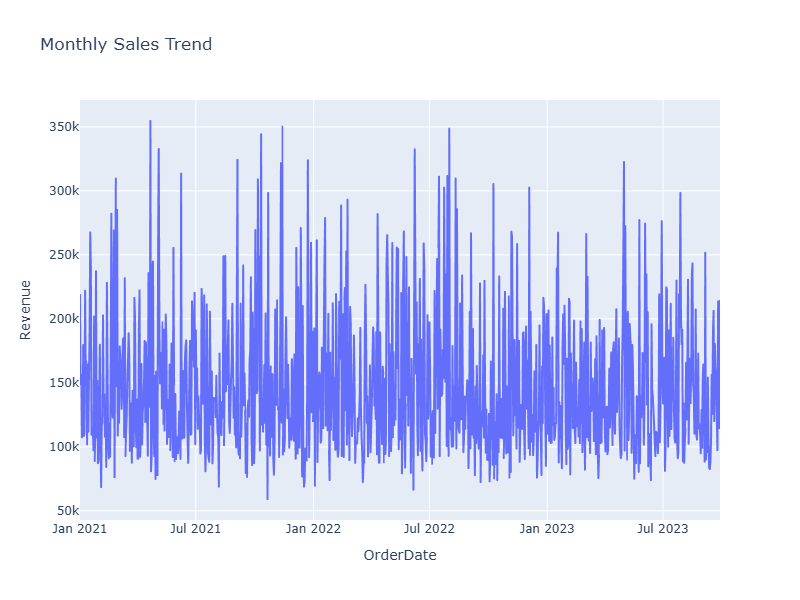 Monthly Sales Trend
350k
300k
250k
200k
150k
100k
50k
Revenue
Jan 2021
Jul 2021
Jan 2022
Jul 2022
Jan 2023
Jul 2023
OrderDate